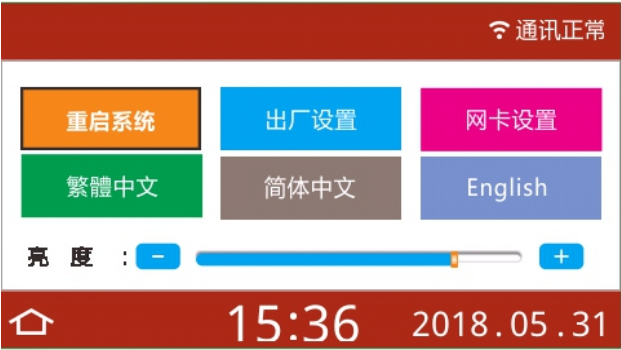 通讯正常
重启系统 出厂设置 网卡设置
繁體中文 简体中文 English
亮 度 : - +
15:36 2018.05.31